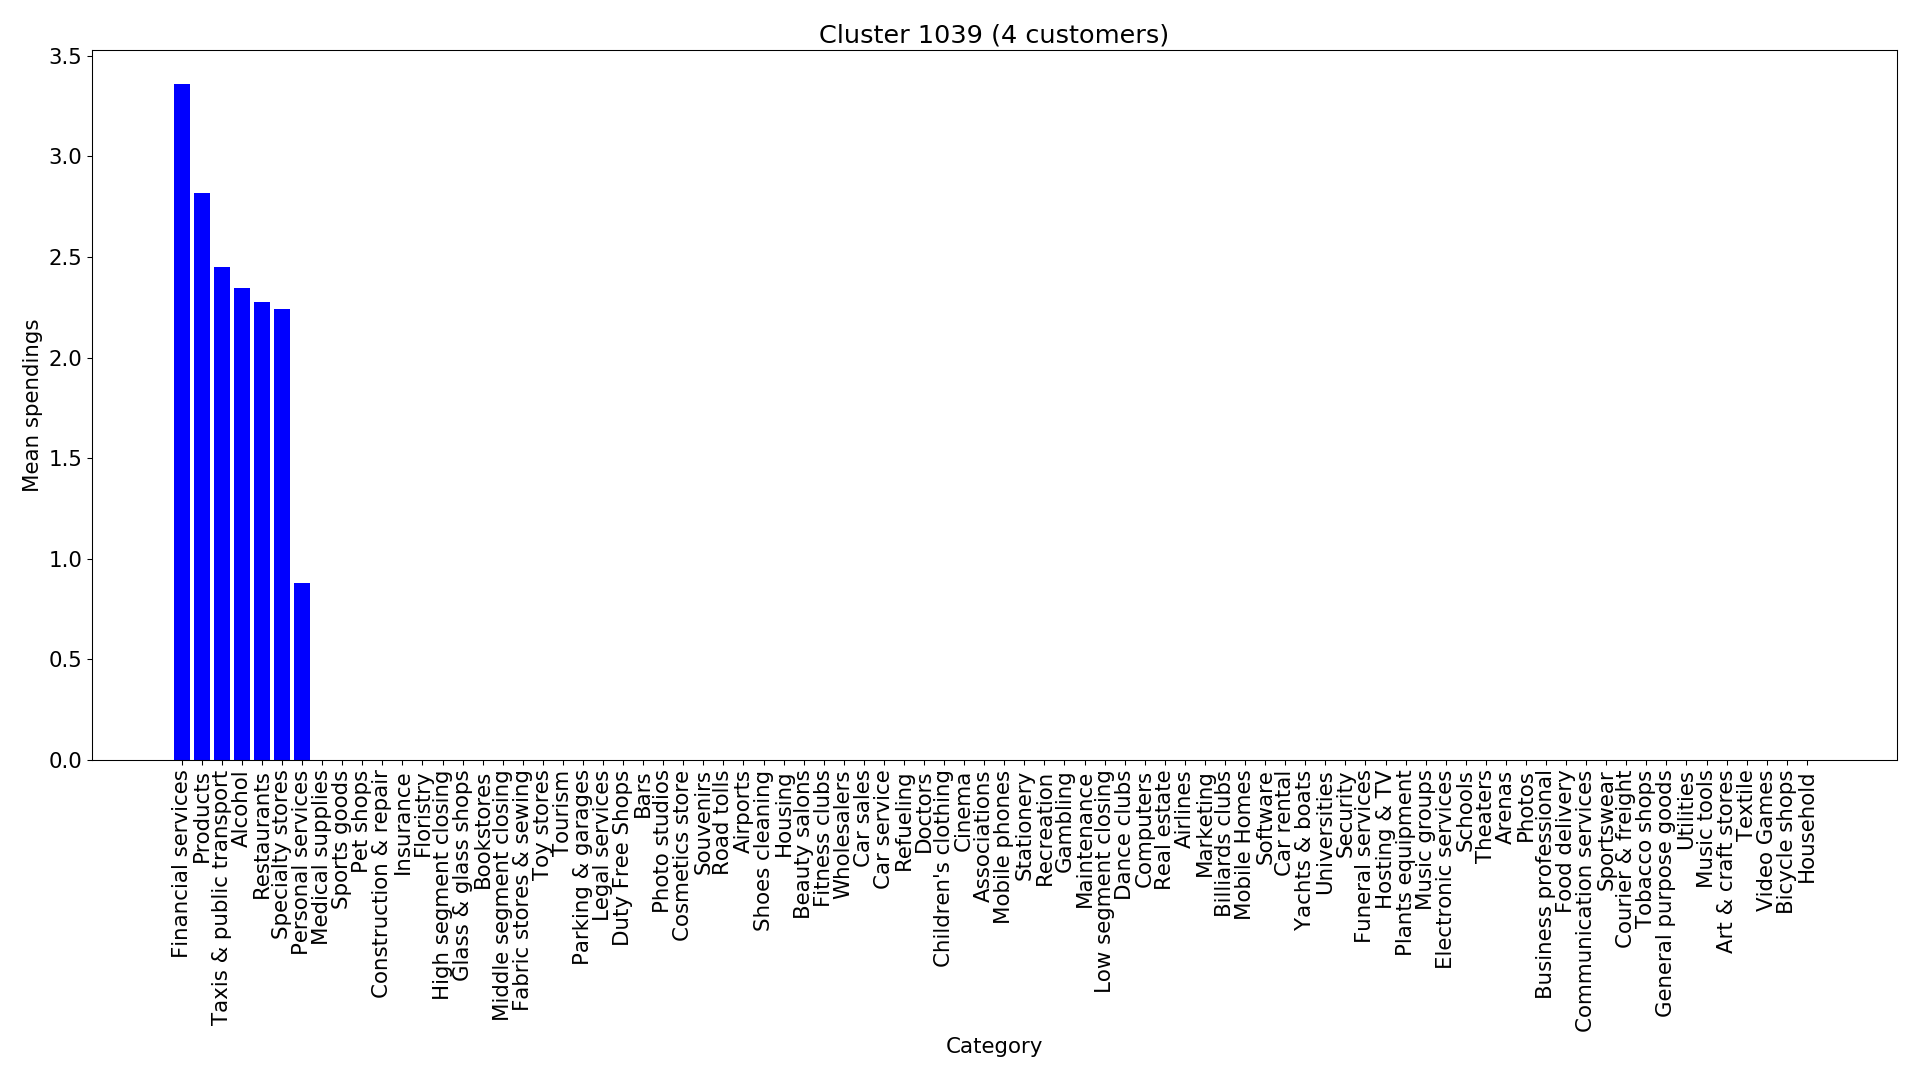 Cluster 1039 (4 customers)
3.5
3.0
2.5
2.0
1.5
1.0
0.5
0.0
Mean spendings
Financial services
Products
Taxis & public transport
Alcohol
Restaurants
Specialty stores
Personal services
Medical supplies
Sports goods
Pet shops
Construction & repair
Insurance
Floristry
High segment closing
Glass & glass shops
Bookstores
Middle segment closing
Fabric stores & sewing
Toy stores
Tourism
Parking & garages
Legal services
Duty Free Shops
Bars
Photo studios
Cosmetics store
Souvenirs
Road tolls
Airports
Shoes cleaning
Housing
Beauty salons
Fitness clubs
Wholesalers
Car sales
Car service
Refueling
Doctors
Children's clothing
Cinema
Associations
Mobile phones
Stationery
Recreation
Gambling
Maintenance
Low segment closing
Dance clubs
Computers
Real estate
Airlines
Marketing
Billiards clubs
Mobile Homes
Software
Car rental
Yachts & boats
Universities
Security
Funeral services
Hosting & TV
Plants equipment
Music groups
Electronic services
Schools
Theaters
Arenas
Photos
Business professional
Food delivery
Communication services
Sportswear
Courier & freight
Tobacco shops
General purpose goods
Utilities
Music tools
Art & craft stores
Textile
Video Games
Bicycle shops
Household
Category